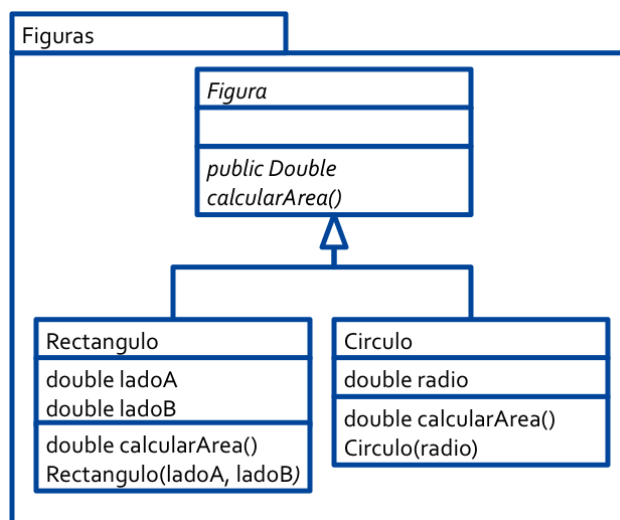 Figuras
Figura
public Double
calcularArea()
Rectangulo
double ladoA
double ladoB
double calcularArea()
Rectangulo(ladoA, ladoB)
Circulo
double radio
double calcularArea()
Circulo(radio)